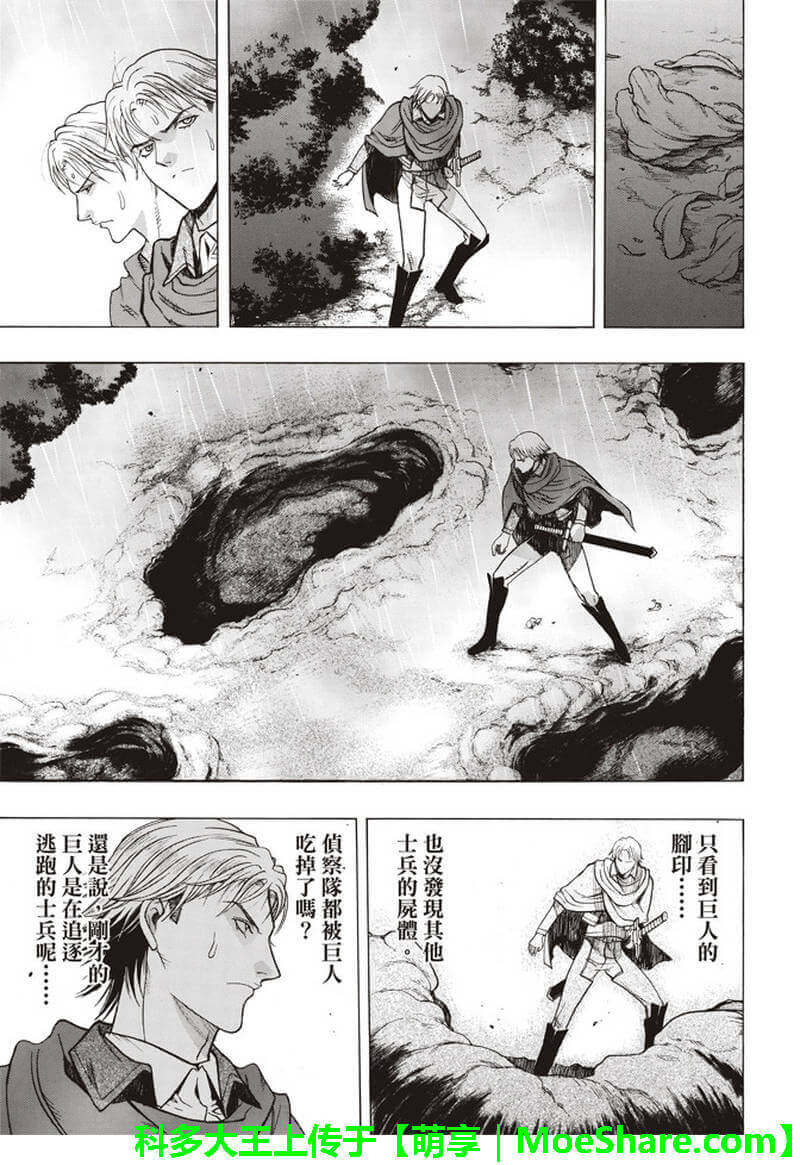 只看到巨人的
腳印……
也沒發現其他
士兵的屍體。
偵察隊都被巨人
吃掉了嗎？
還是說，剛才的
巨人是在追逐
逃跑的士兵呢……
科多大王上传于【萌享 | MoeShare.com】